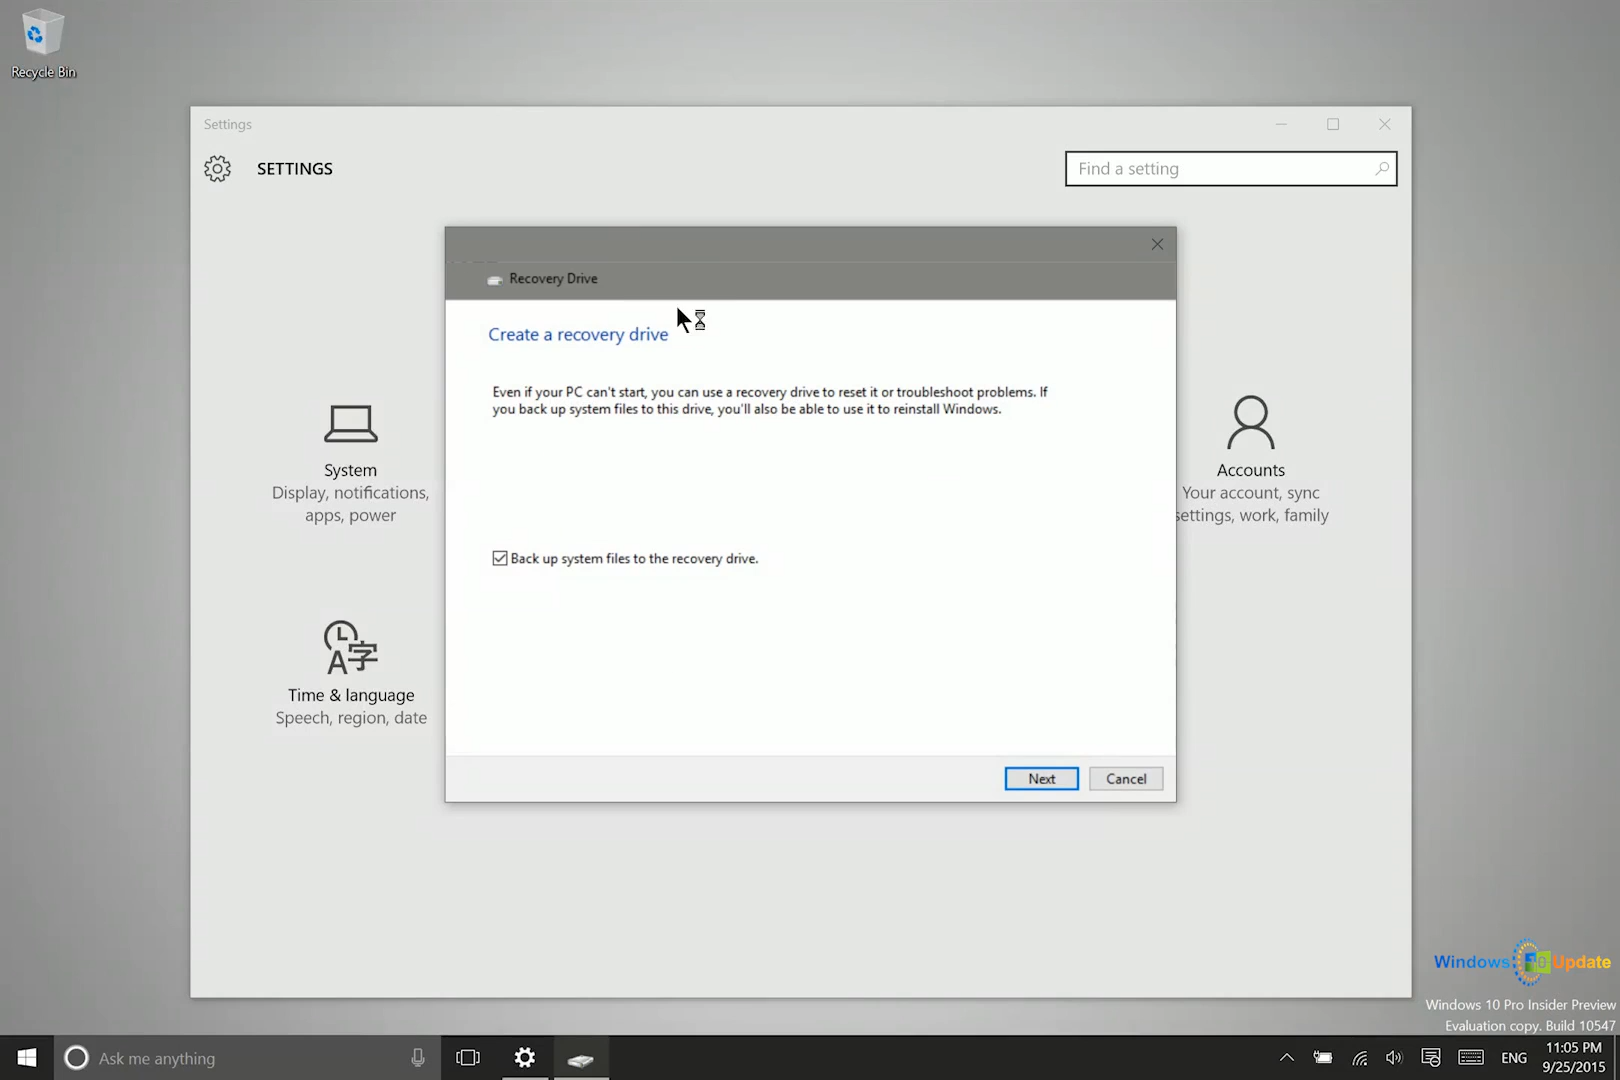 Recycle Bin
Settings
SETTINGS
Find a setting
Recovery Drive
Create a recovery drive
Even if your PC can't start, you can use a recovery drive to reset it or troubleshoot problems. If
you back up system files to this drive, you'll also be able to use it to reinstall Windows.
System
Display, notifications,
apps, power
Accounts
Your account, sync
settings, work, family
Back up system files to the recovery drive.
A字
Time & language
Speech, region, date
Next
Cancel
Windows 10 Update
Windows 10 Pro Insider Preview
Evaluation copy. Build 10547
Ask me anything
ENG
11:05 PM
9/25/2015